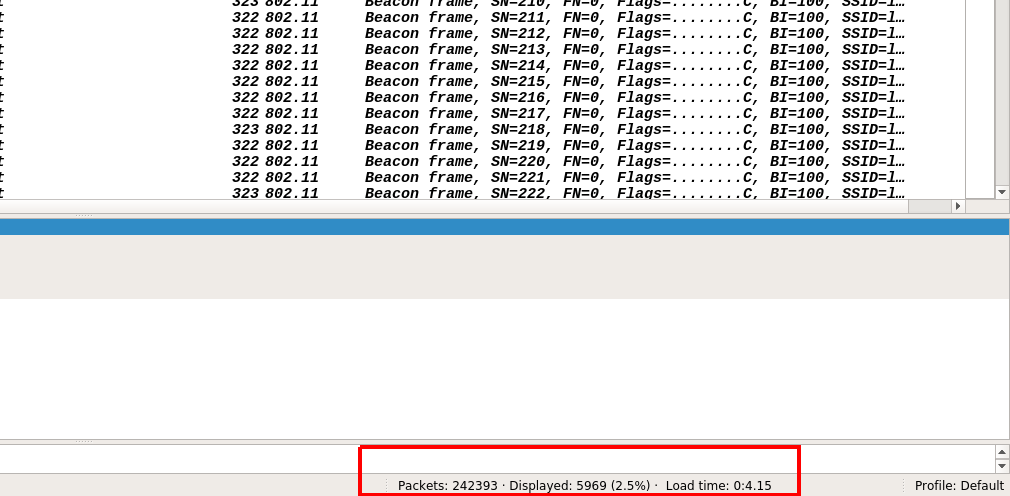 t 323 802.11 Beacon frame, SN=210, FN=0, Flags=........C, BI=100, SSID=l…
t 322 802.11 Beacon frame, SN=211, FN=0, Flags=........C, BI=100, SSID=l…
t 322 802.11 Beacon frame, SN=212, FN=0, Flags=........C, BI=100, SSID=l…
t 322 802.11 Beacon frame, SN=213, FN=0, Flags=........C, BI=100, SSID=l…
t 322 802.11 Beacon frame, SN=214, FN=0, Flags=........C, BI=100, SSID=l…
t 322 802.11 Beacon frame, SN=215, FN=0, Flags=........C, BI=100, SSID=l…
t 322 802.11 Beacon frame, SN=216, FN=0, Flags=........C, BI=100, SSID=l…
t 322 802.11 Beacon frame, SN=217, FN=0, Flags=........C, BI=100, SSID=l…
t 323 802.11 Beacon frame, SN=218, FN=0, Flags=........C, BI=100, SSID=l…
t 322 802.11 Beacon frame, SN=219, FN=0, Flags=........C, BI=100, SSID=l…
t 322 802.11 Beacon frame, SN=220, FN=0, Flags=........C, BI=100, SSID=l…
t 322 802.11 Beacon frame, SN=221, FN=0, Flags=........C, BI=100, SSID=l…
t 323 802.11 Beacon frame, SN=222, FN=0, Flags=........C, BI=100, SSID=l…
Packets: 242393 · Displayed: 5969 (2.5%) · Load time: 0:4.15 Profile: Default